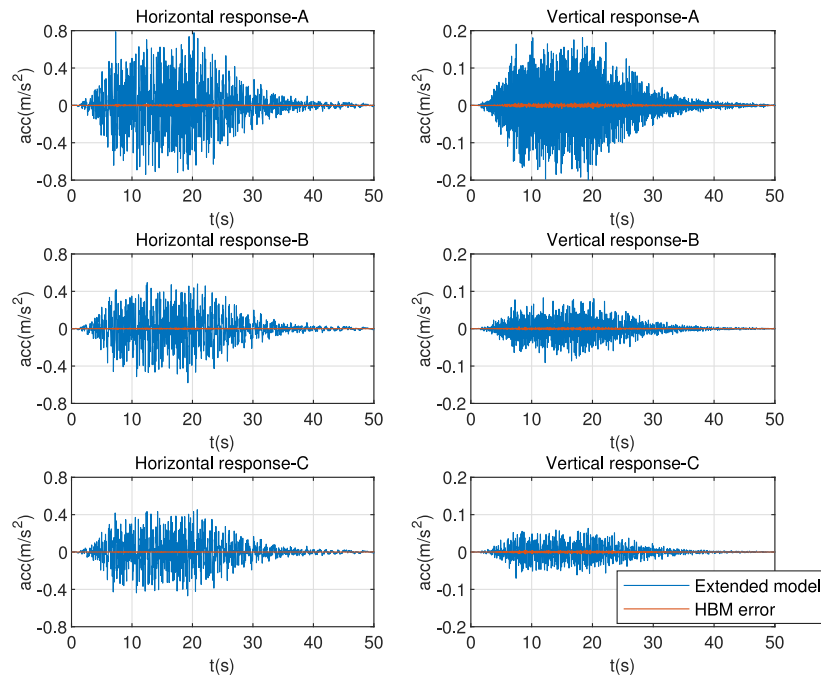 Horizontal response-A
0.8
0.4
0
-0.4
-0.8
acc(m/s²)
0 10 20 30 40 50
t(s)
Vertical response-A
0.2
0.1
0
-0.1
-0.2
acc(m/s²)
0 10 20 30 40 50
t(s)
Horizontal response-B
0.8
0.4
0
-0.4
-0.8
acc(m/s²)
0 10 20 30 40 50
t(s)
Vertical response-B
0.2
0.1
0
-0.1
-0.2
acc(m/s²)
0 10 20 30 40 50
t(s)
Horizontal response-C
0.8
0.4
0
-0.4
-0.8
acc(m/s²)
0 10 20 30 40 50
t(s)
Vertical response-C
0.2
0.1
0
-0.1
-0.2
acc(m/s²)
0 10 20 30 40 50
t(s)
Extended model
HBM error